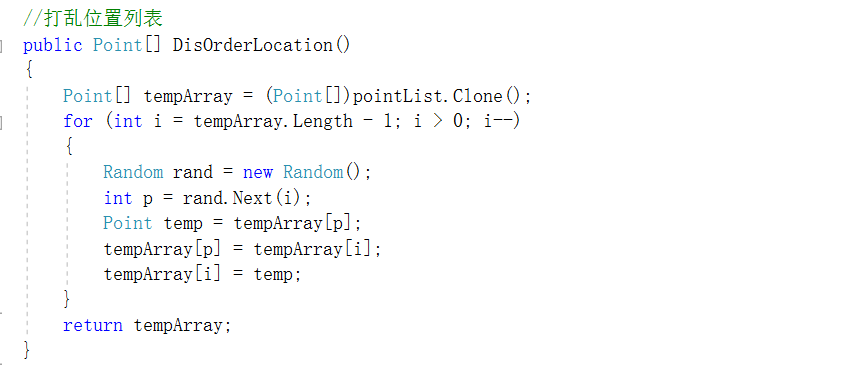 //打乱位置列表
public Point[] DisOrderLocation()
{
Point[] tempArray = (Point[])pointList.Clone();
for (int i = tempArray.Length - 1; i > 0; i--)
{
Random rand = new Random();
int p = rand.Next(i);
Point temp = tempArray[p];
tempArray[p] = tempArray[i];
tempArray[i] = temp;
}
return tempArray;
}